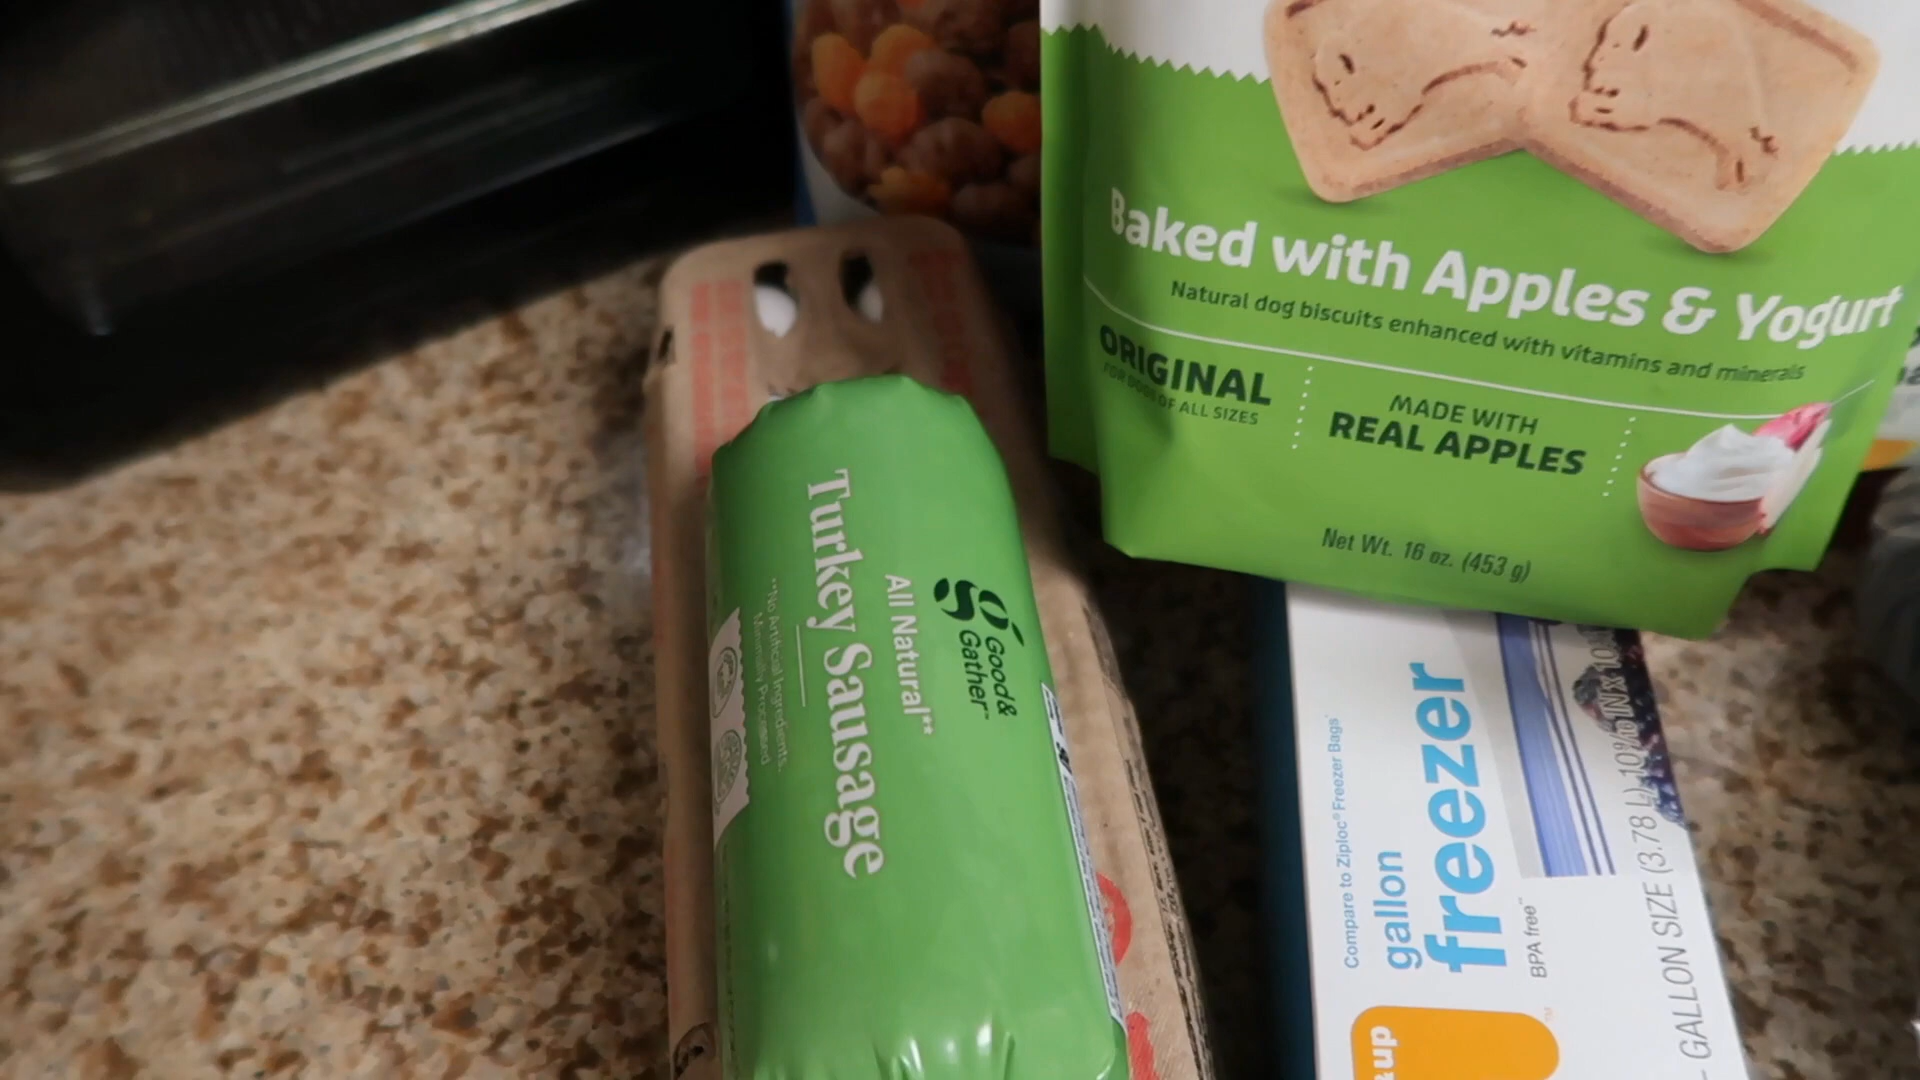 Baked with Apples & Yogurt
Natural dog biscuits enhanced with vitamins and minerals
ORIGINAL
FOR DOGS OF ALL SIZES
MADE WITH
REAL APPLES
Net Wt. 16 oz. (453 g)
Good&
Gather™
All Natural**
Turkey Sausage
**No Artificial Ingredients.
Minimally Processed
Compare to Ziploc® Freezer Bags*
gallon
freezer
BPA free**
&up
GALLON SIZE (3.78 L)